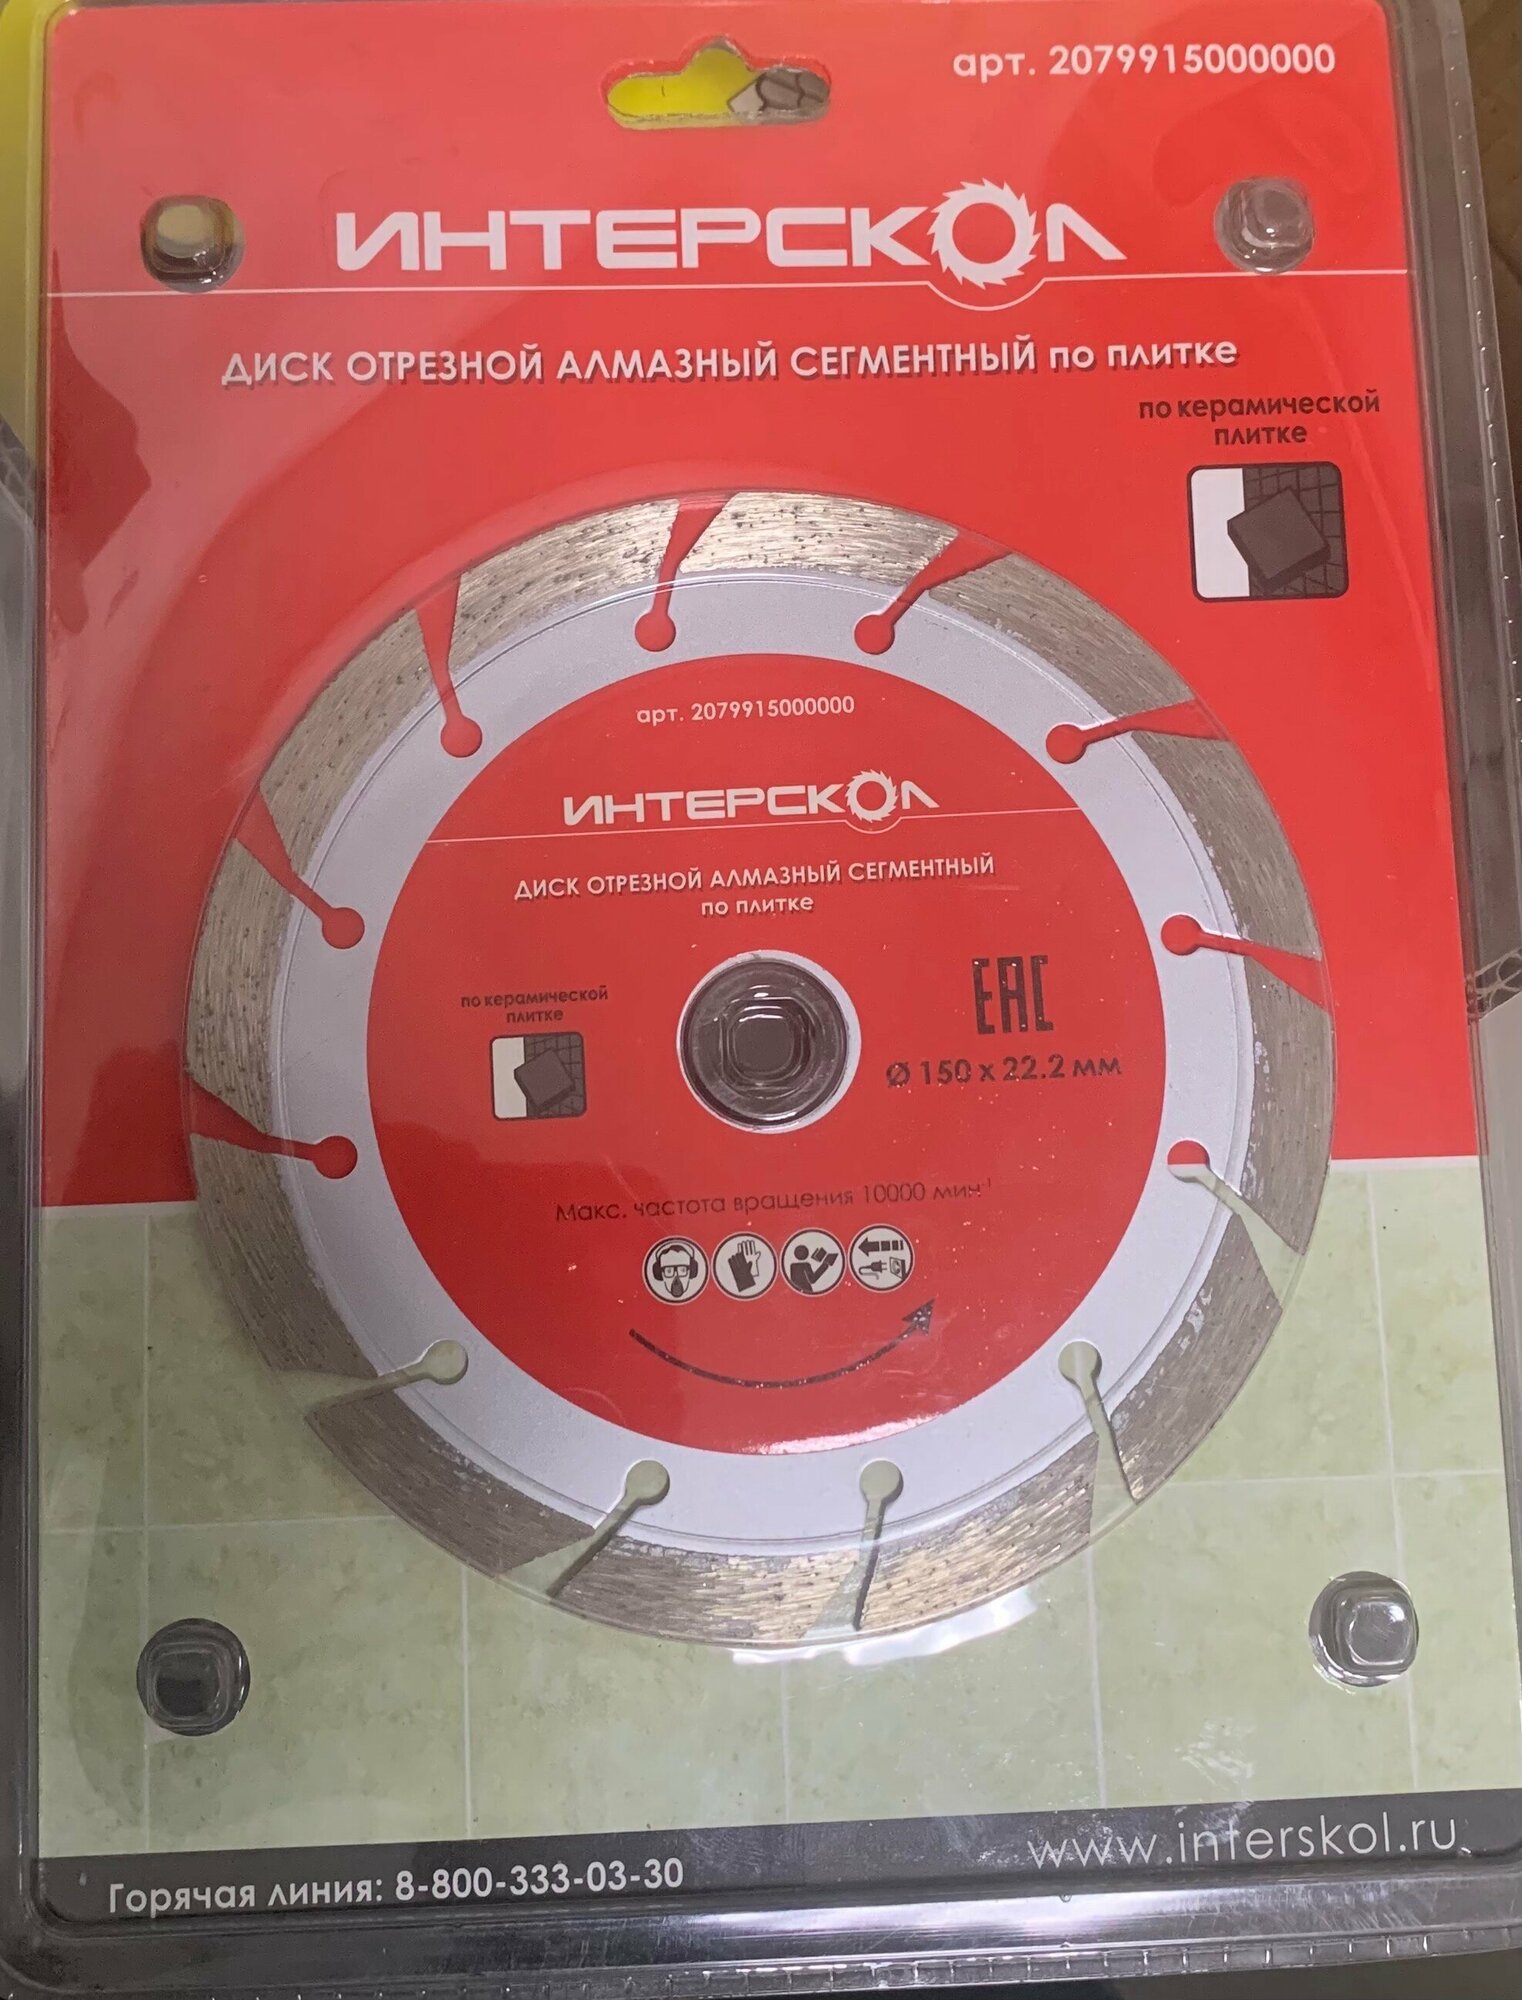 арт. 2079915000000
ИНТЕРСКОЛ
ДИСК ОТРЕЗНОЙ АЛМАЗНЫЙ СЕГМЕНТНЫЙ по плитке
по керамической
плитке
арт. 2079915000000
ИНТЕРСКОЛ
ДИСК ОТРЕЗНОЙ АЛМАЗНЫЙ СЕГМЕНТНЫЙ
по плитке
по керамической
плитке
EAC
Ø 150 x 22.2 мм
Макс. частота вращения 10000 мин⁻¹
www.interskol.ru
Горячая линия: 8-800-333-03-30